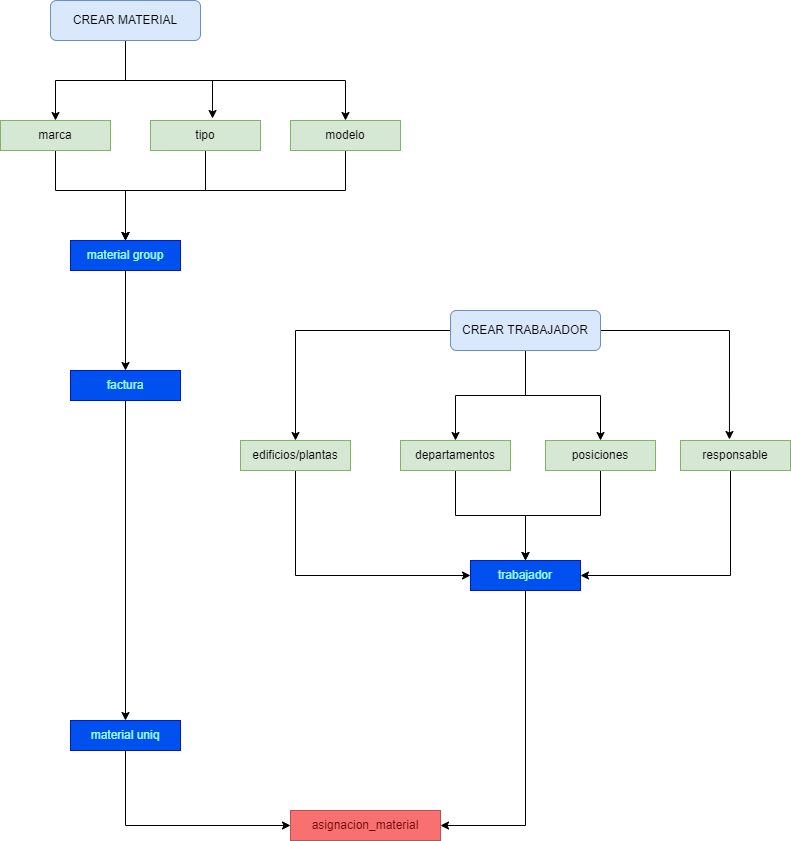 CREAR MATERIAL
marca
tipo
modelo
material group
CREAR TRABAJADOR
factura
edificios/plantas
departamentos
posiciones
responsable
trabajador
material uniq
asignacion_material